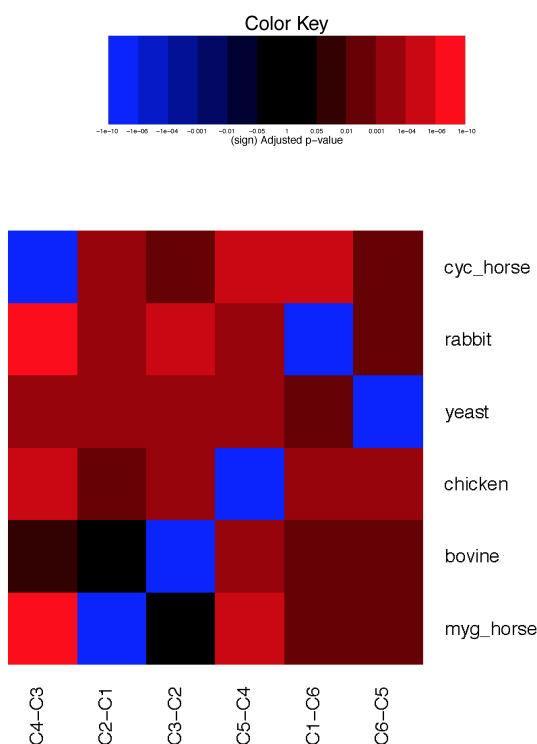 Color Key
−1e−10 −1e−06 −1e−04 −0.001 −0.01 −0.05 1 0.05 0.01 0.001 1e−04 1e−06 1e−10
(sign) Adjusted p−value
cyc_horse
rabbit
yeast
chicken
bovine
myg_horse
C4−C3 C2−C1 C3−C2 C5−C4 C1−C6 C6−C5